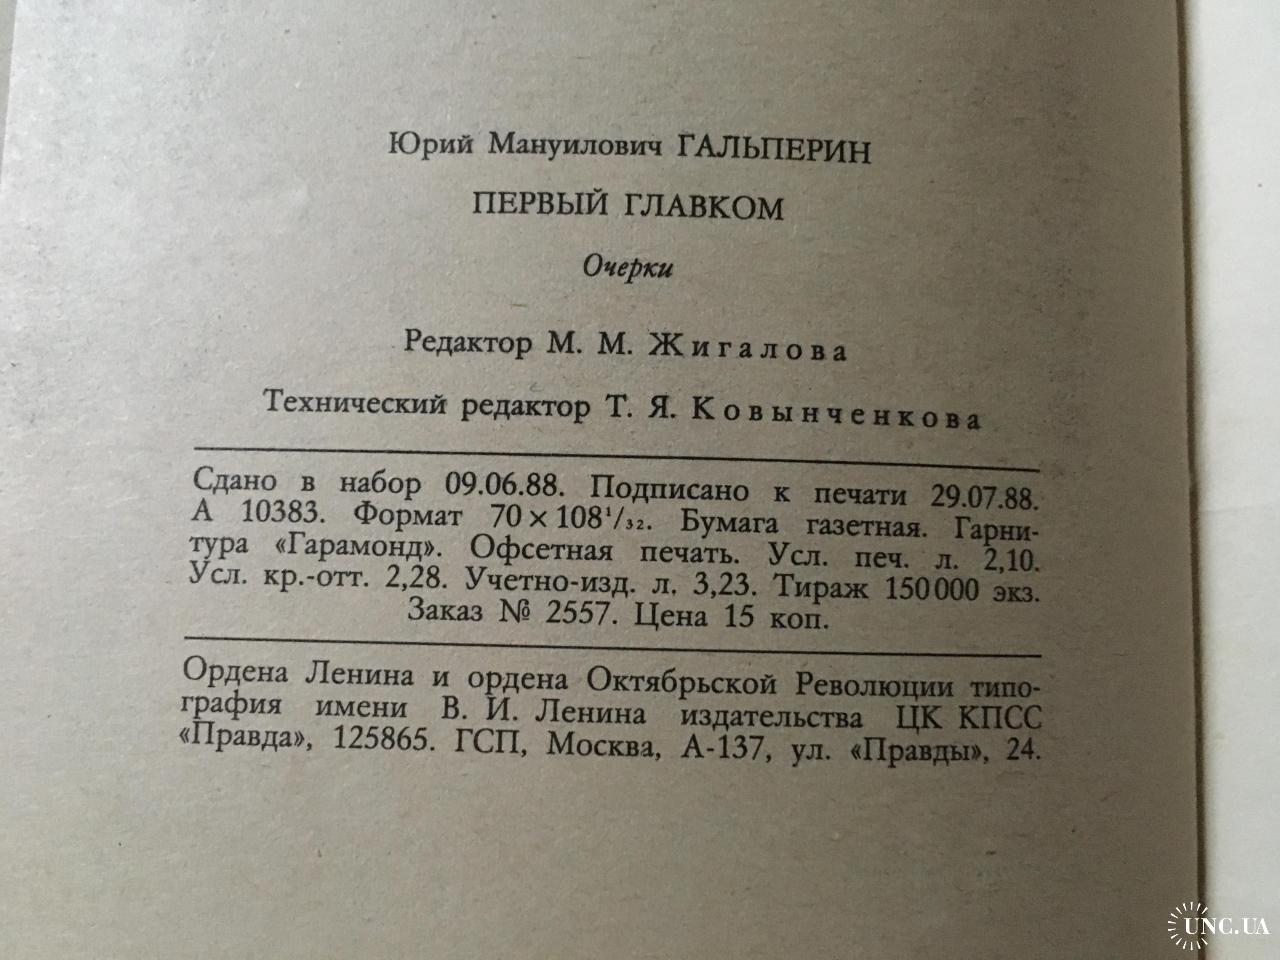 Юрий Мануилович ГАЛЬПЕРИН
ПЕРВЫЙ ГЛАВКОМ
Очерки
Редактор М. М. Жигалова
Технический редактор Т. Я. Ковынченкова
Сдано в набор 09.06.88. Подписано к печати 29.07.88.
А 10383. Формат 70×108¹/₃₂. Бумага газетная. Гарни-
тура «Гарамонд». Офсетная печать. Усл. печ. л. 2,10.
Усл. кр.-отт. 2,28. Учетно-изд. л. 3,23. Тираж 150 000 экз.
Заказ № 2557. Цена 15 коп.
Ордена Ленина и ордена Октябрьской Революции типо-
графия имени В. И. Ленина издательства ЦК КПСС
«Правда», 125865. ГСП, Москва, А-137, ул. «Правды», 24.
UNC.UA